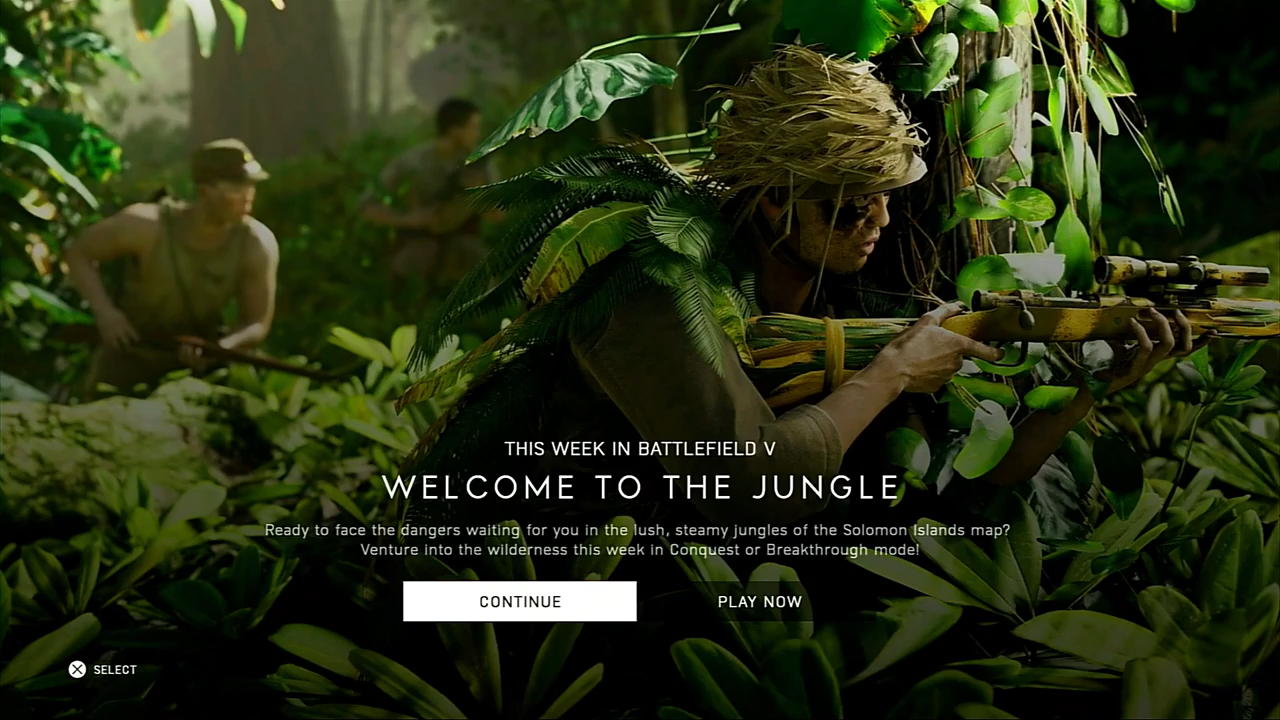 THIS WEEK IN BATTLEFIELD V
WELCOME TO THE JUNGLE
Ready to face the dangers waiting for you in the lush, steamy jungles of the Solomon Islands map?
Venture into the wilderness this week in Conquest or Breakthrough mode!
CONTINUE
PLAY NOW
SELECT